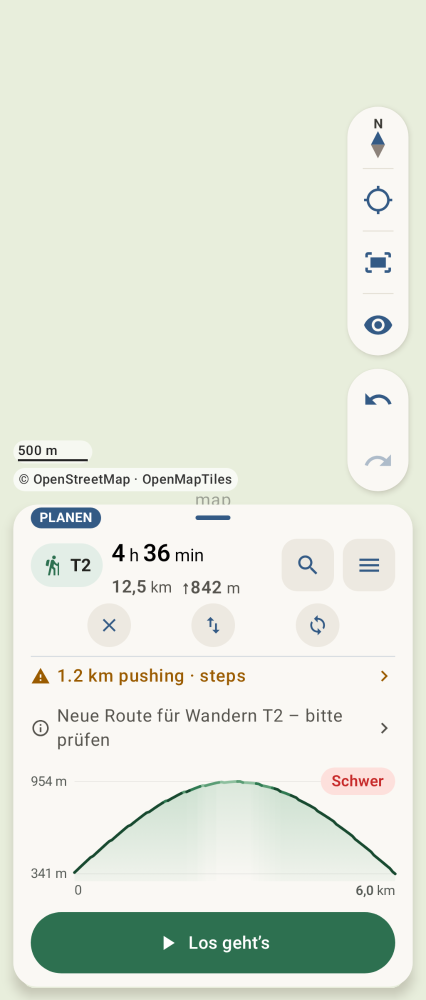 N
500 m
© OpenStreetMap · OpenMapTiles
map
PLANEN
T2
4 h 36 min
12,5 km ↑842 m
1.2 km pushing · steps
Neue Route für Wandern T2 – bitte
prüfen
954 m
Schwer
341 m
0
6,0 km
Los geht's